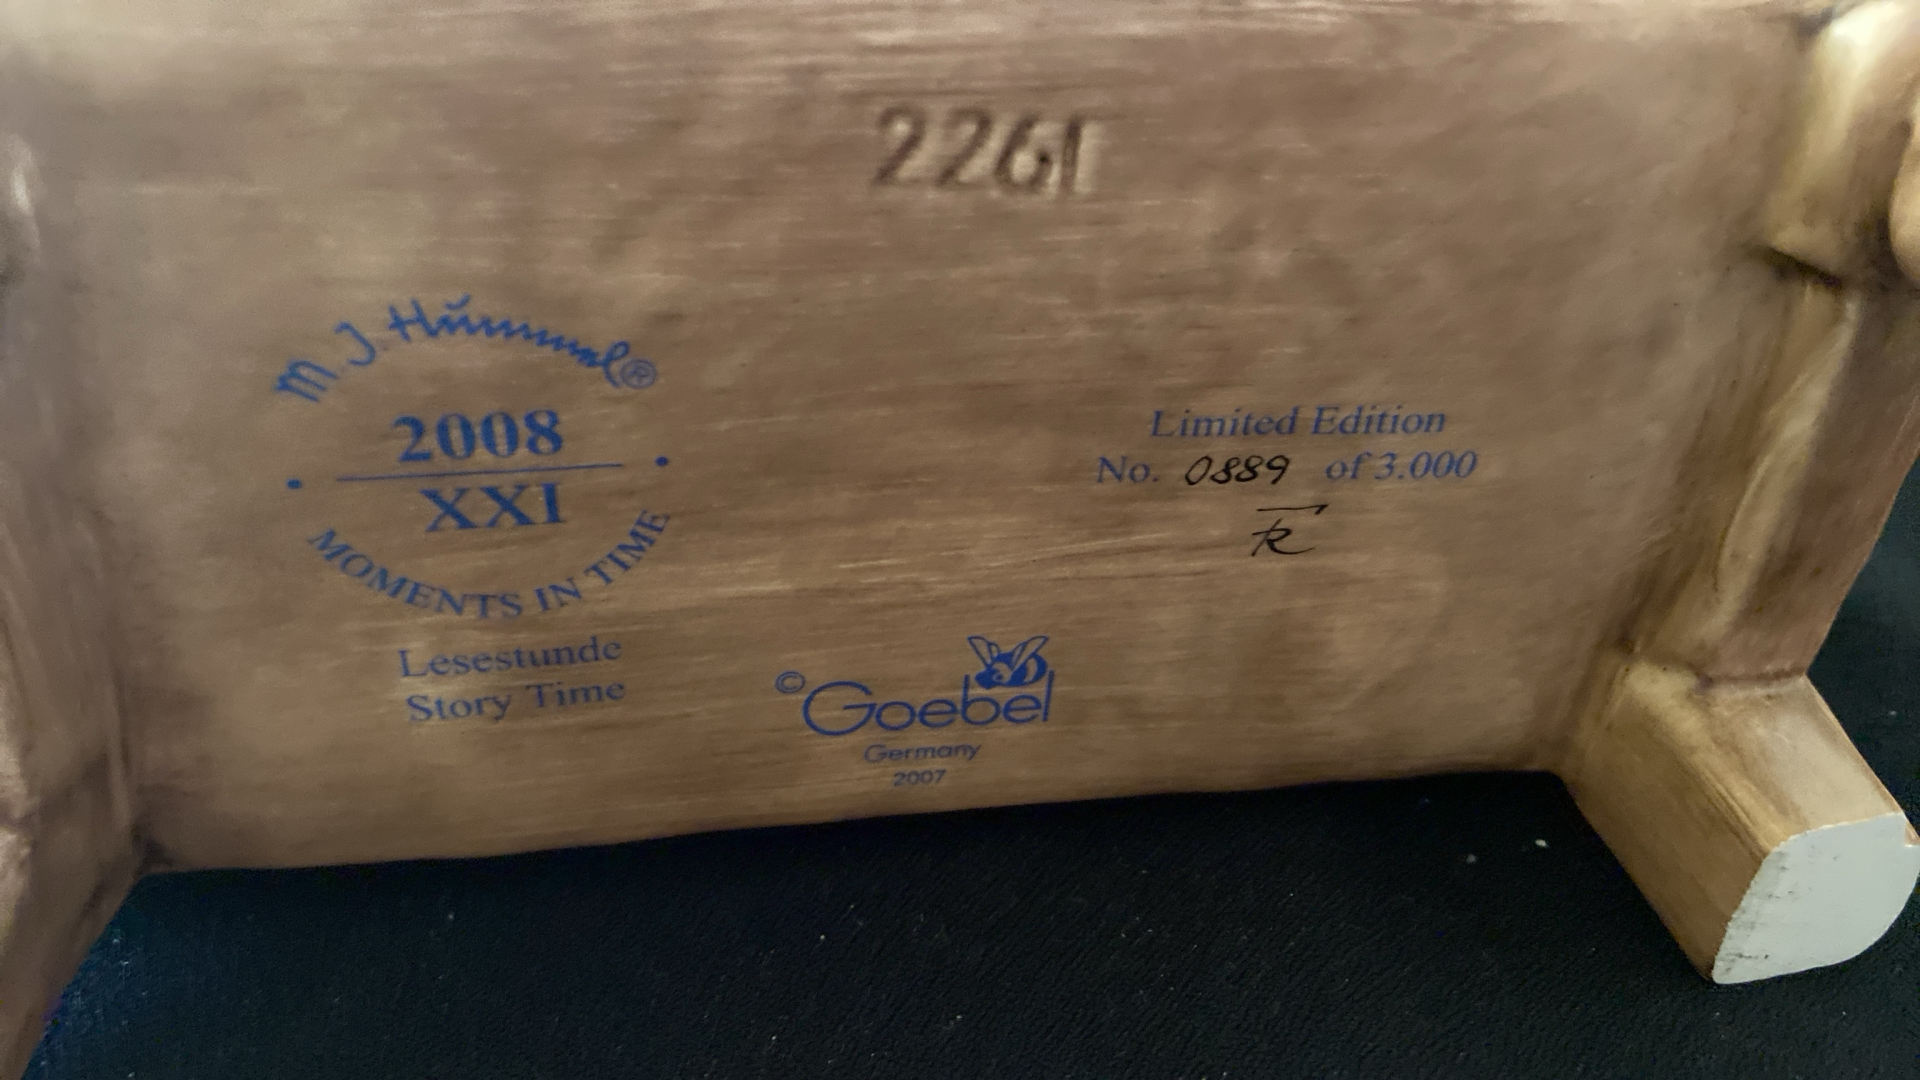 2261
M. J. Hummel®
2008
XXI
• MOMENTS IN TIME •
Lesestunde
Story Time
Limited Edition
No. 0889 of 3.000
© Goebel
Germany
2007